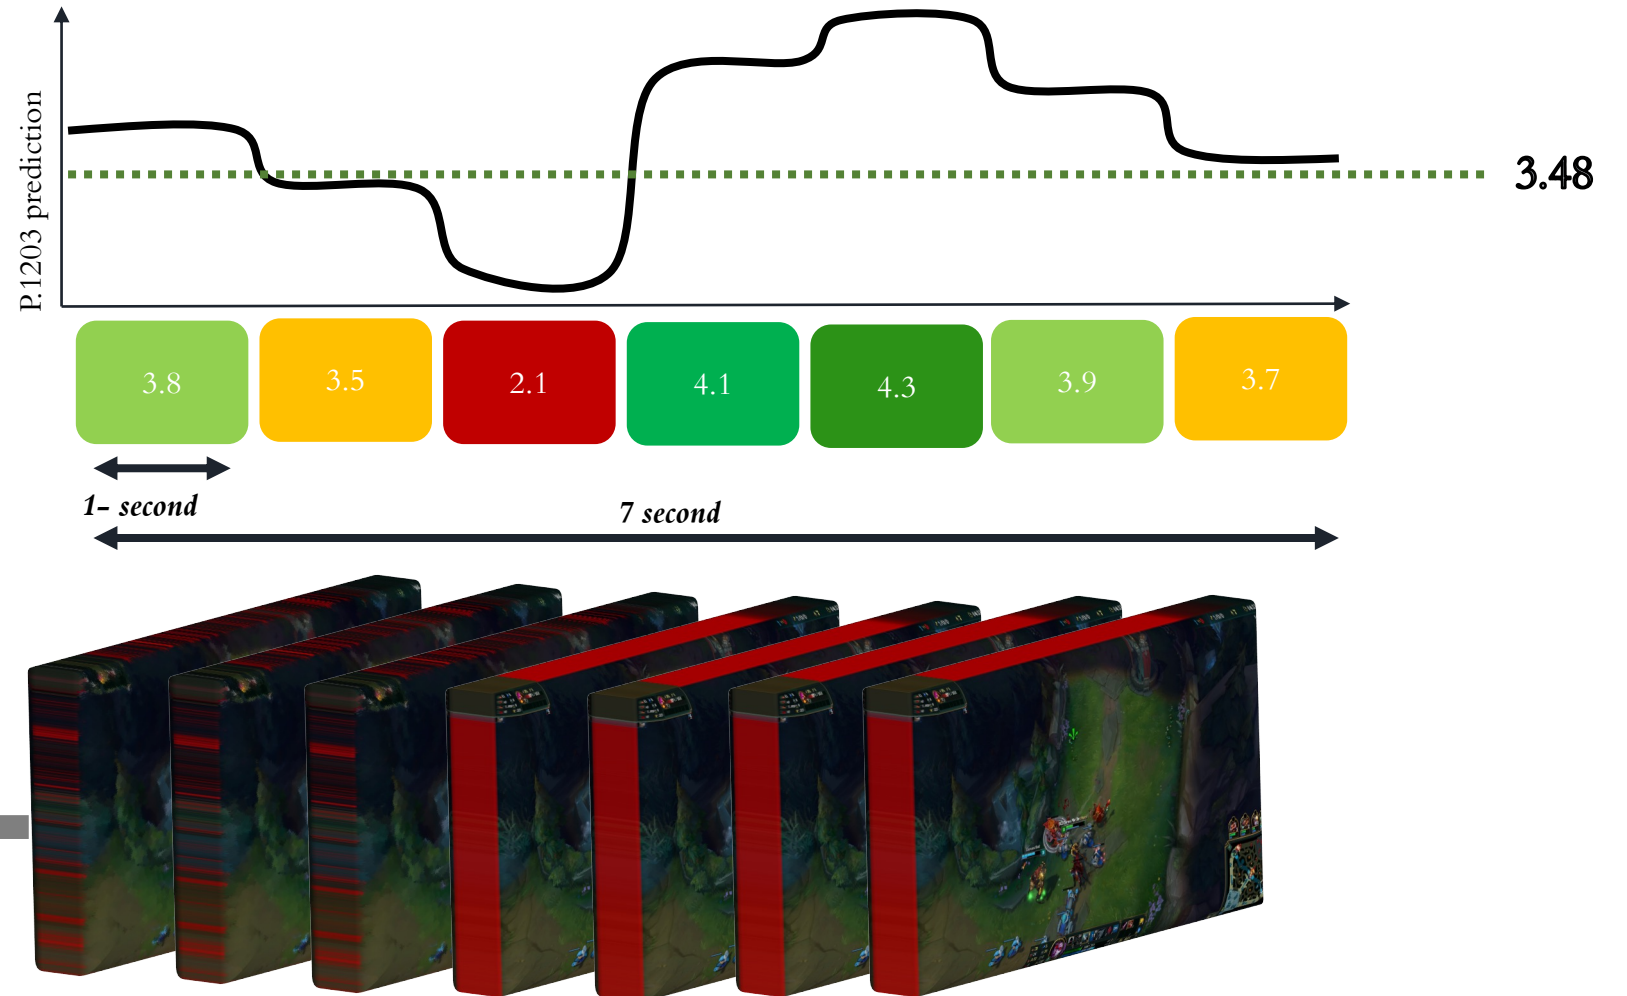 P.1203 prediction
3.48
3.8
3.5
2.1
4.1
4.3
3.9
3.7
1- second
7 second